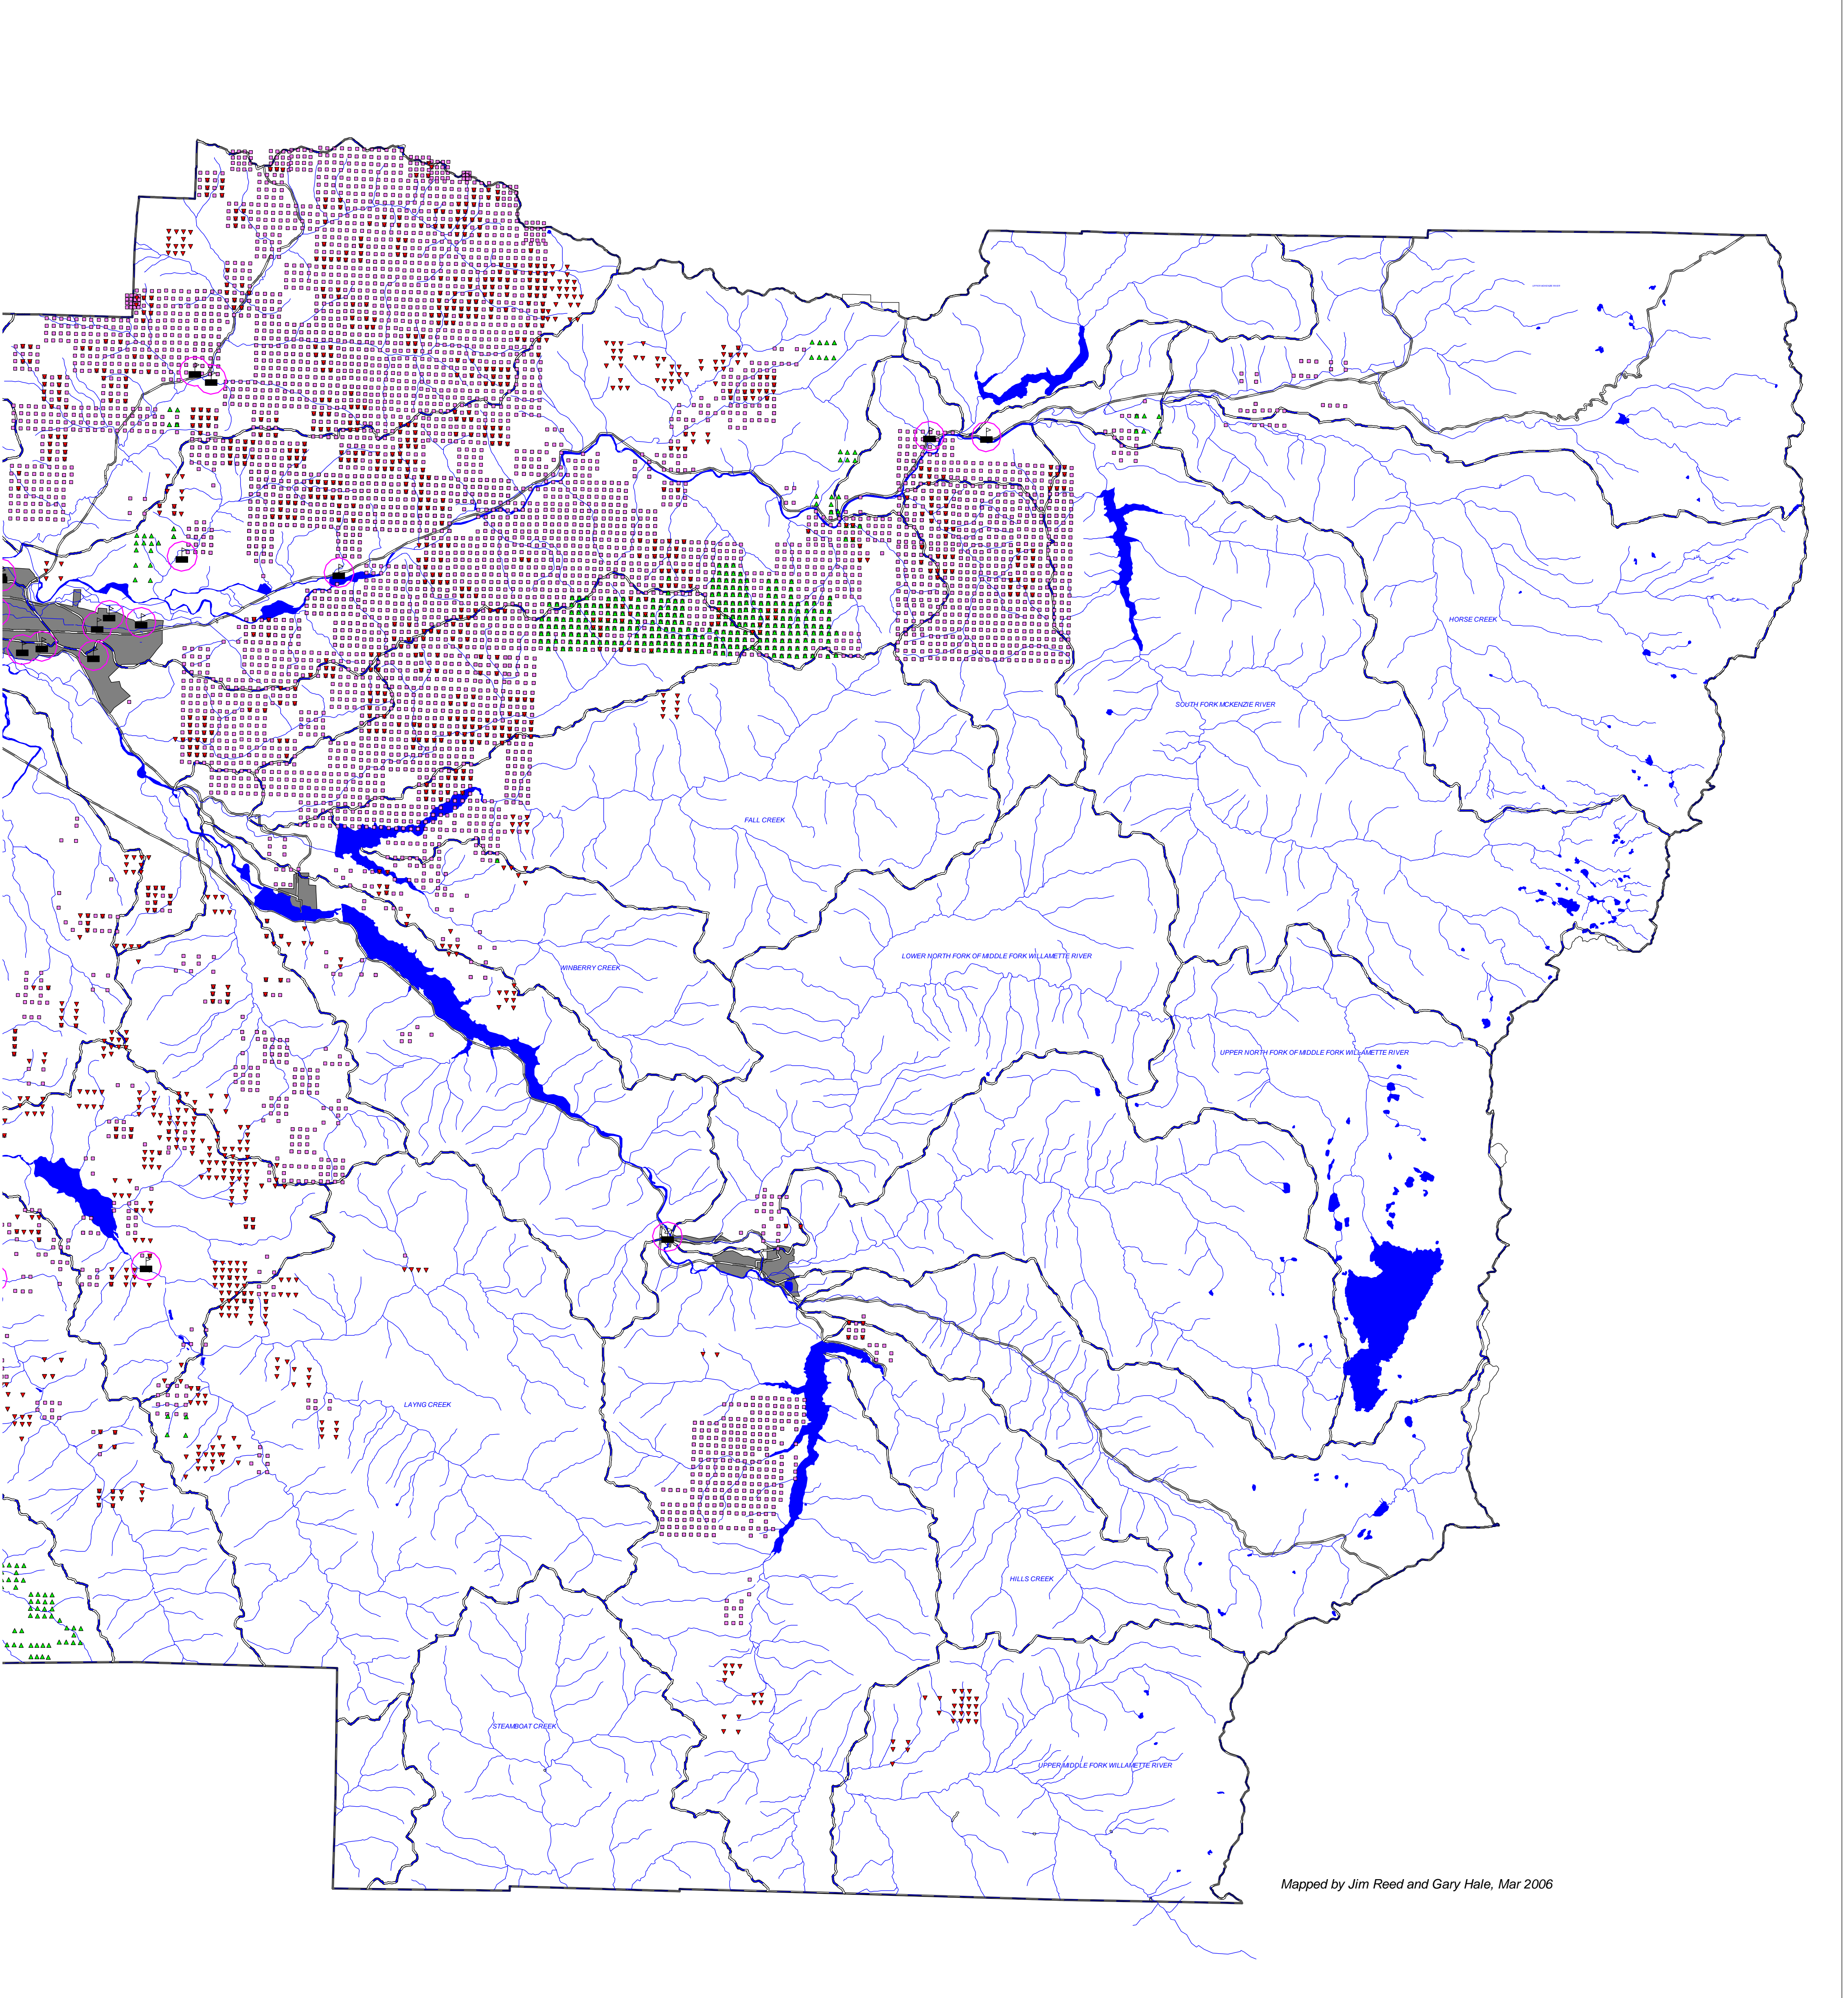 HORSE CREEK
SOUTH FORK MCKENZIE RIVER
FALL CREEK
LOWER NORTH FORK OF MIDDLE FORK WILLAMETTE RIVER
WINBERRY CREEK
UPPER NORTH FORK OF MIDDLE FORK WILLAMETTE RIVER
LAYNG CREEK
HILLS CREEK
STEAMBOAT CREEK
UPPER MIDDLE FORK WILLAMETTE RIVER
Mapped by Jim Reed and Gary Hale, Mar 2006